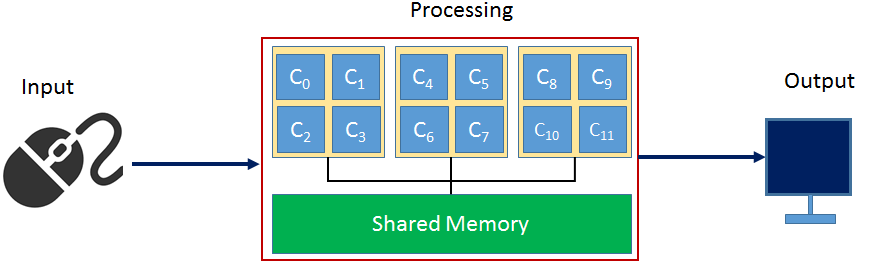 Processing
Input
Output
C0 C1 C4 C5 C8 C9
C2 C3 C6 C7 C10 C11
Shared Memory